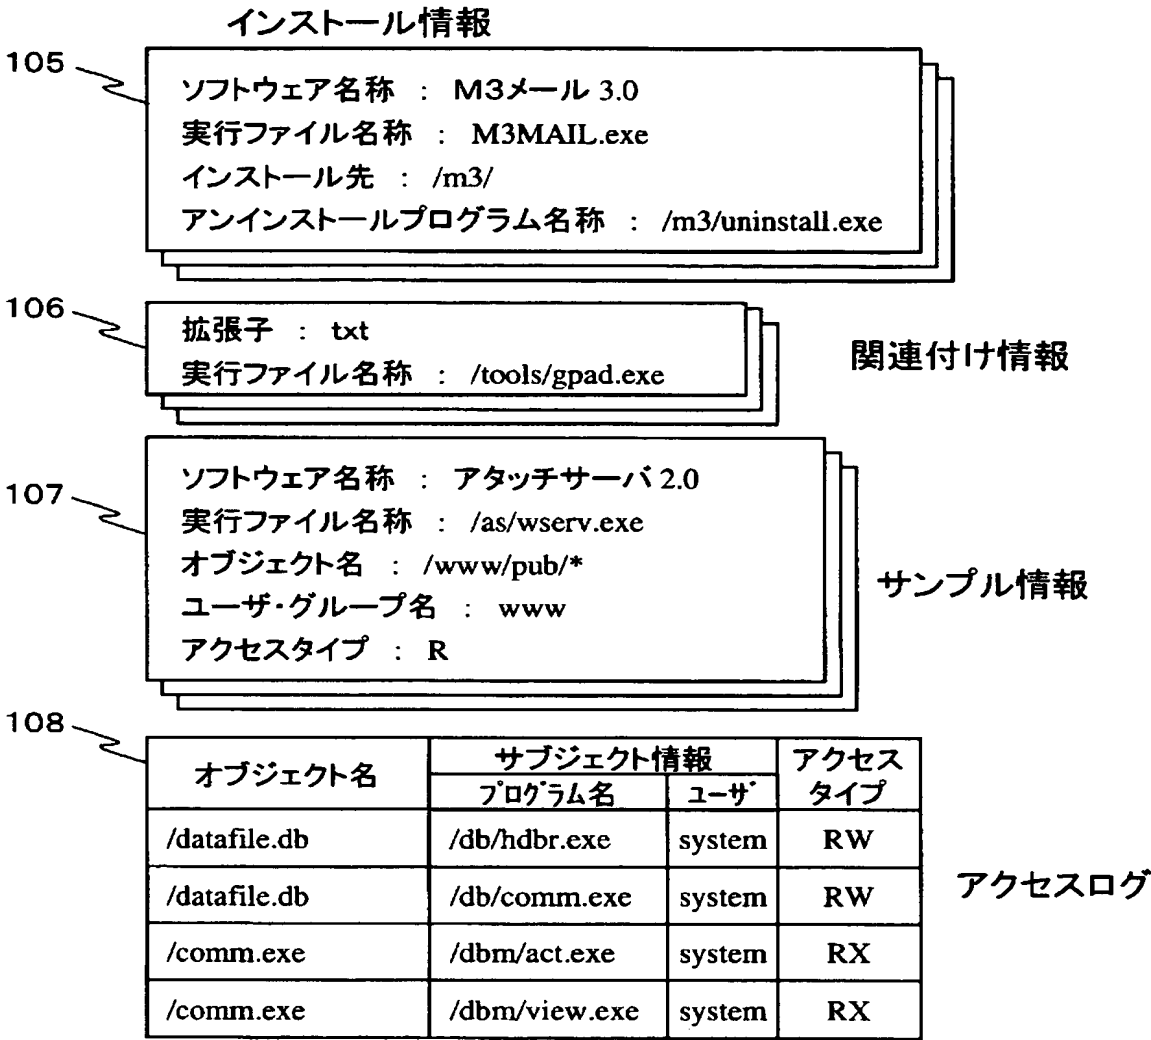 インストール情報
105
ソフトウェア名称 : M3メール 3.0
実行ファイル名称 : M3MAIL.exe
インストール先 : /m3/
アンインストールプログラム名称 : /m3/uninstall.exe
106
拡張子 : txt
実行ファイル名称 : /tools/gpad.exe
関連付け情報
107
ソフトウェア名称 : アタッチサーバ 2.0
実行ファイル名称 : /as/wserv.exe
オブジェクト名 : /www/pub/*
ユーザ・グループ名 : www
アクセスタイプ : R
サンプル情報
108
オブジェクト名 サブジェクト情報 アクセスタイプ
プログラム名 ユーザ
/datafile.db /db/hdbr.exe system RW
/datafile.db /db/comm.exe system RW
/comm.exe /dbm/act.exe system RX
/comm.exe /dbm/view.exe system RX
アクセスログ